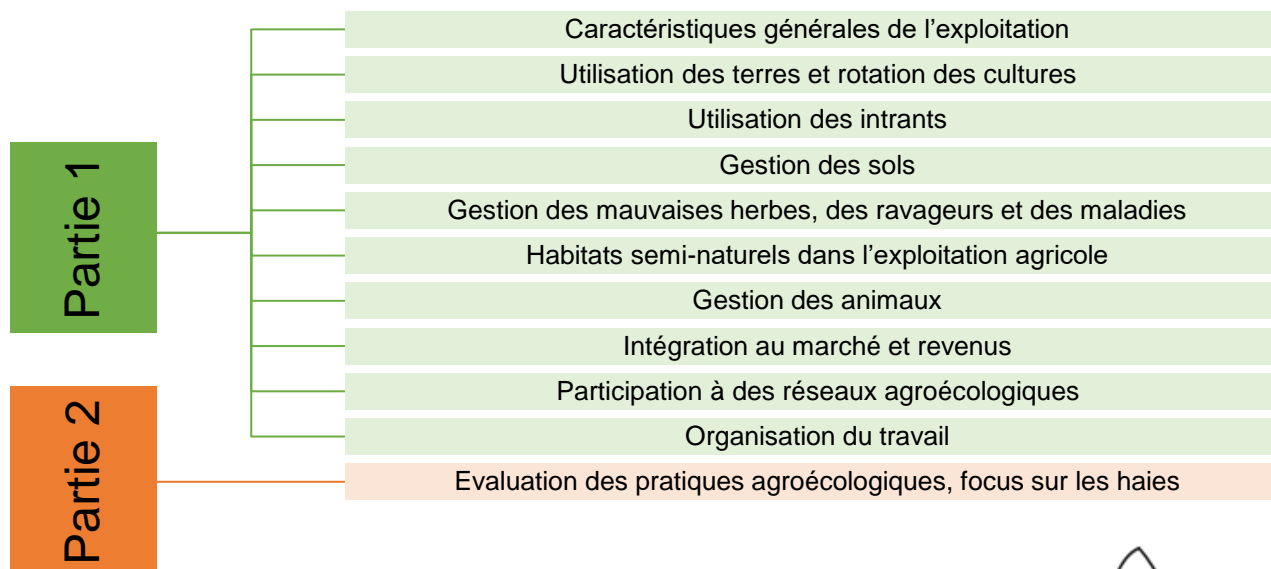 Partie 1
Caractéristiques générales de l’exploitation
Utilisation des terres et rotation des cultures
Utilisation des intrants
Gestion des sols
Gestion des mauvaises herbes, des ravageurs et des maladies
Habitats semi-naturels dans l’exploitation agricole
Gestion des animaux
Intégration au marché et revenus
Participation à des réseaux agroécologiques
Organisation du travail
Partie 2
Evaluation des pratiques agroécologiques, focus sur les haies